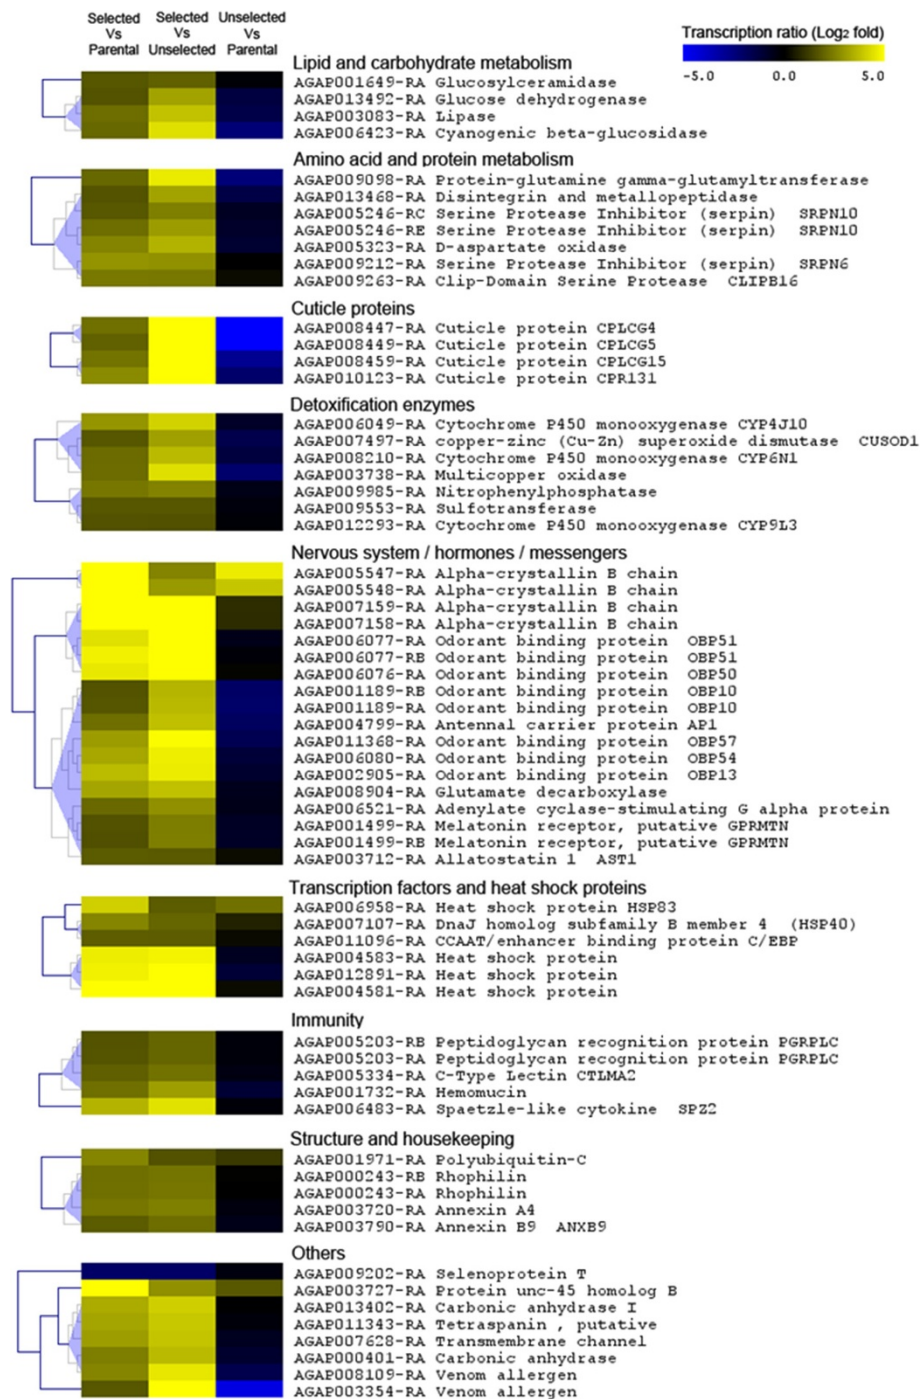 Selected Vs Parental
Selected Vs Unselected
Unselected Vs Parental
Transcription ratio (Log2 fold)
-5.0 0.0 5.0
Lipid and carbohydrate metabolism
AGAP001649-RA Glucosylceramidase
AGAP013492-RA Glucose dehydrogenase
AGAP003083-RA Lipase
AGAP006423-RA Cyanogenic beta-glucosidase
Amino acid and protein metabolism
AGAP009098-RA Protein-glutamine gamma-glutamyltransferase
AGAP013468-RA Disintegrin and metallopeptidase
AGAP005246-RC Serine Protease Inhibitor (serpin) SRPN10
AGAP005246-RE Serine Protease Inhibitor (serpin) SRPN10
AGAP005323-RA D-aspartate oxidase
AGAP009212-RA Serine Protease Inhibitor (serpin) SRPN6
AGAP009263-RA Clip-Domain Serine Protease CLIPB16
Cuticle proteins
AGAP008447-RA Cuticle protein CPLCG4
AGAP008449-RA Cuticle protein CPLCG5
AGAP008459-RA Cuticle protein CPLCG15
AGAP010123-RA Cuticle protein CPR131
Detoxification enzymes
AGAP006049-RA Cytochrome P450 monooxygenase CYP4J10
AGAP007497-RA copper-zinc (Cu-Zn) superoxide dismutase CUSOD1
AGAP008210-RA Cytochrome P450 monooxygenase CYP6N1
AGAP003738-RA Multicopper oxidase
AGAP009985-RA Nitrophenylphosphatase
AGAP009553-RA Sulfotransferase
AGAP012293-RA Cytochrome P450 monooxygenase CYP9L3
Nervous system / hormones / messengers
AGAP005547-RA Alpha-crystallin B chain
AGAP005548-RA Alpha-crystallin B chain
AGAP007159-RA Alpha-crystallin B chain
AGAP007158-RA Alpha-crystallin B chain
AGAP006077-RA Odorant binding protein OBP51
AGAP006077-RB Odorant binding protein OBP51
AGAP006076-RA Odorant binding protein OBP50
AGAP001189-RB Odorant binding protein OBP10
AGAP001189-RA Odorant binding protein OBP10
AGAP004799-RA Antennal carrier protein AP1
AGAP011368-RA Odorant binding protein OBP57
AGAP006080-RA Odorant binding protein OBP54
AGAP002905-RA Odorant binding protein OBP13
AGAP008904-RA Glutamate decarboxylase
AGAP006521-RA Adenylate cyclase-stimulating G alpha protein
AGAP001499-RA Melatonin receptor, putative GPRMTN
AGAP001499-RB Melatonin receptor, putative GPRMTN
AGAP003712-RA Allatostatin 1 AST1
Transcription factors and heat shock proteins
AGAP006958-RA Heat shock protein HSP83
AGAP007107-RA DnaJ homolog subfamily B member 4 (HSP40)
AGAP011096-RA CCAAT/enhancer binding protein C/EBP
AGAP004583-RA Heat shock protein
AGAP012891-RA Heat shock protein
AGAP004581-RA Heat shock protein
Immunity
AGAP005203-RB Peptidoglycan recognition protein PGRPLC
AGAP005203-RA Peptidoglycan recognition protein PGRPLC
AGAP005334-RA C-Type Lectin CTLMA2
AGAP001732-RA Hemomucin
AGAP006483-RA Spaetzle-like cytokine SPZ2
Structure and housekeeping
AGAP001971-RA Polyubiquitin-C
AGAP000243-RB Rhophilin
AGAP000243-RA Rhophilin
AGAP003720-RA Annexin A4
AGAP003790-RA Annexin B9 ANXB9
Others
AGAP009202-RA Selenoprotein T
AGAP003727-RA Protein unc-45 homolog B
AGAP013402-RA Carbonic anhydrase I
AGAP011343-RA Tetraspanin , putative
AGAP007628-RA Transmembrane channel
AGAP000401-RA Carbonic anhydrase
AGAP008109-RA Venom allergen
AGAP003354-RA Venom allergen